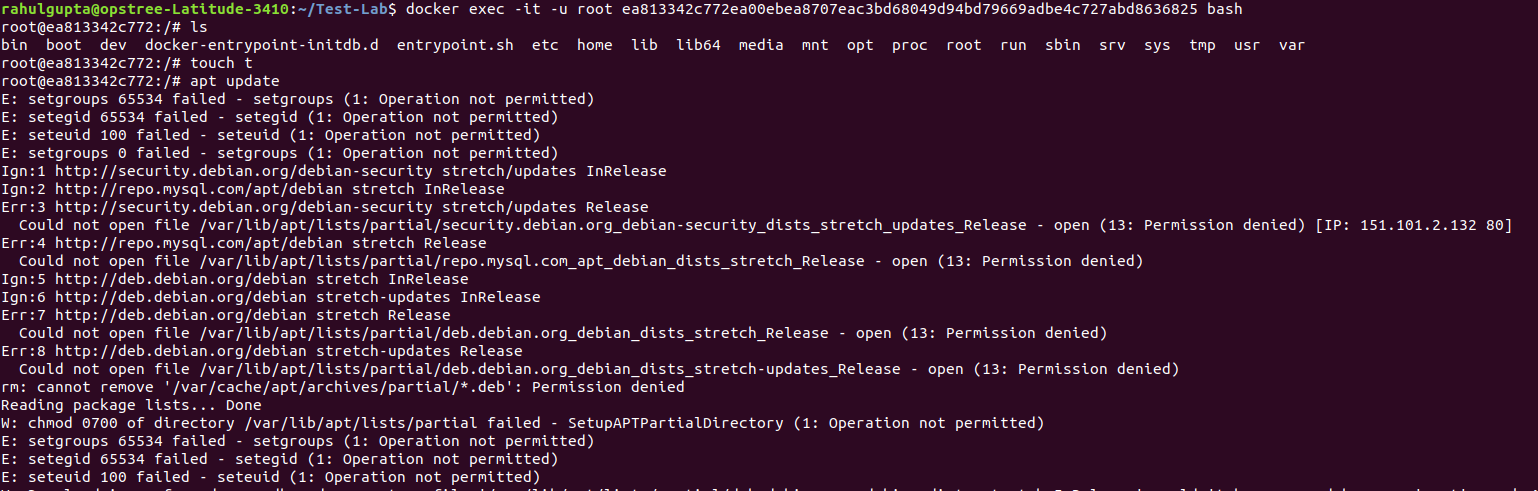 rahulgupta@opstree-Latitude-3410:~/Test-Lab$ docker exec -it -u root ea813342c772ea00ebea8707eac3bd68049d94bd79669adbe4c727abd8636825 bash
root@ea813342c772:/# ls
bin  boot  dev  docker-entrypoint-initdb.d  entrypoint.sh  etc  home  lib  lib64  media  mnt  opt  proc  root  run  sbin  srv  sys  tmp  usr  var
root@ea813342c772:/# touch t
root@ea813342c772:/# apt update
E: setgroups 65534 failed - setgroups (1: Operation not permitted)
E: setegid 65534 failed - setegid (1: Operation not permitted)
E: seteuid 100 failed - seteuid (1: Operation not permitted)
E: setgroups 0 failed - setgroups (1: Operation not permitted)
Ign:1 http://security.debian.org/debian-security stretch/updates InRelease
Ign:2 http://repo.mysql.com/apt/debian stretch InRelease
Err:3 http://security.debian.org/debian-security stretch/updates Release
  Could not open file /var/lib/apt/lists/partial/security.debian.org_debian-security_dists_stretch_updates_Release - open (13: Permission denied) [IP: 151.101.2.132 80]
Err:4 http://repo.mysql.com/apt/debian stretch Release
  Could not open file /var/lib/apt/lists/partial/repo.mysql.com_apt_debian_dists_stretch_Release - open (13: Permission denied)
Ign:5 http://deb.debian.org/debian stretch InRelease
Ign:6 http://deb.debian.org/debian stretch-updates InRelease
Err:7 http://deb.debian.org/debian stretch Release
  Could not open file /var/lib/apt/lists/partial/deb.debian.org_debian_dists_stretch_Release - open (13: Permission denied)
Err:8 http://deb.debian.org/debian stretch-updates Release
  Could not open file /var/lib/apt/lists/partial/deb.debian.org_debian_dists_stretch-updates_Release - open (13: Permission denied)
rm: cannot remove '/var/cache/apt/archives/partial/*.deb': Permission denied
Reading package lists... Done
W: chmod 0700 of directory /var/lib/apt/lists/partial failed - SetupAPTPartialDirectory (1: Operation not permitted)
E: setgroups 65534 failed - setgroups (1: Operation not permitted)
E: setegid 65534 failed - setegid (1: Operation not permitted)
E: seteuid 100 failed - seteuid (1: Operation not permitted)